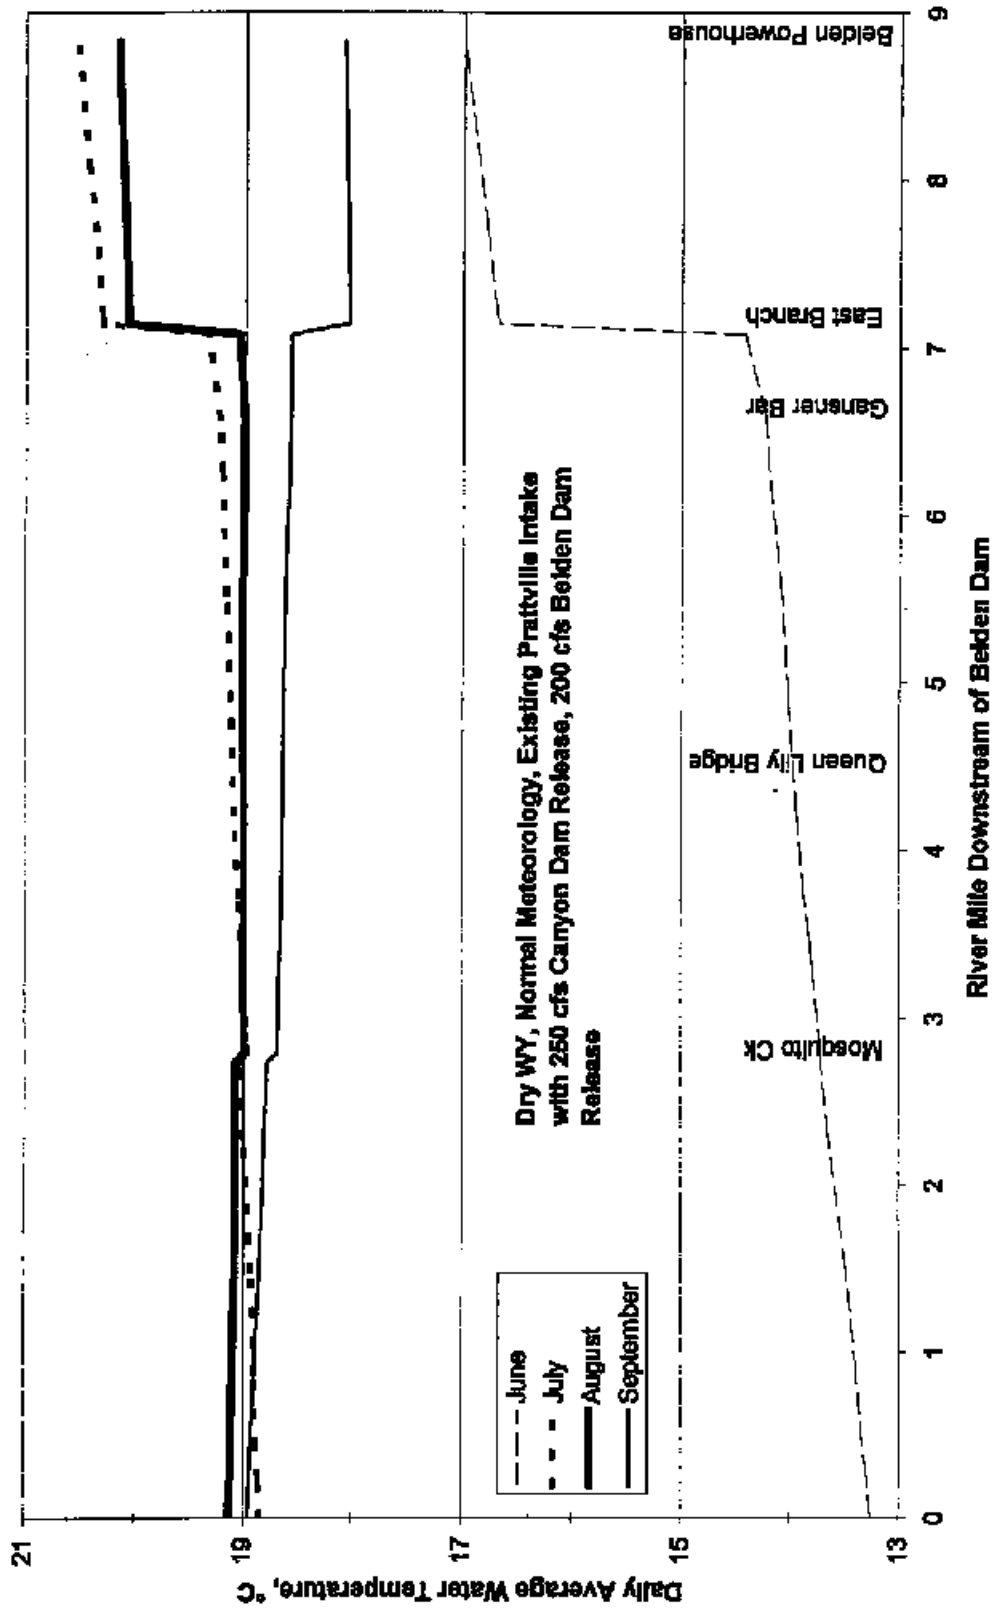 Daily Average Water Temperature, °C
21
19
17
15
13
0
1
2
3
4
5
6
7
8
9
River Mile Downstream of Belden Dam
June
July
August
September
Dry WY, Normal Meteorology, Existing Prattville Intake
with 250 cfs Canyon Dam Release, 200 cfs Belden Dam
Release
Mosquito Ck
Queen Lily Bridge
Gansner Bar
East Branch
Belden Powerhouse